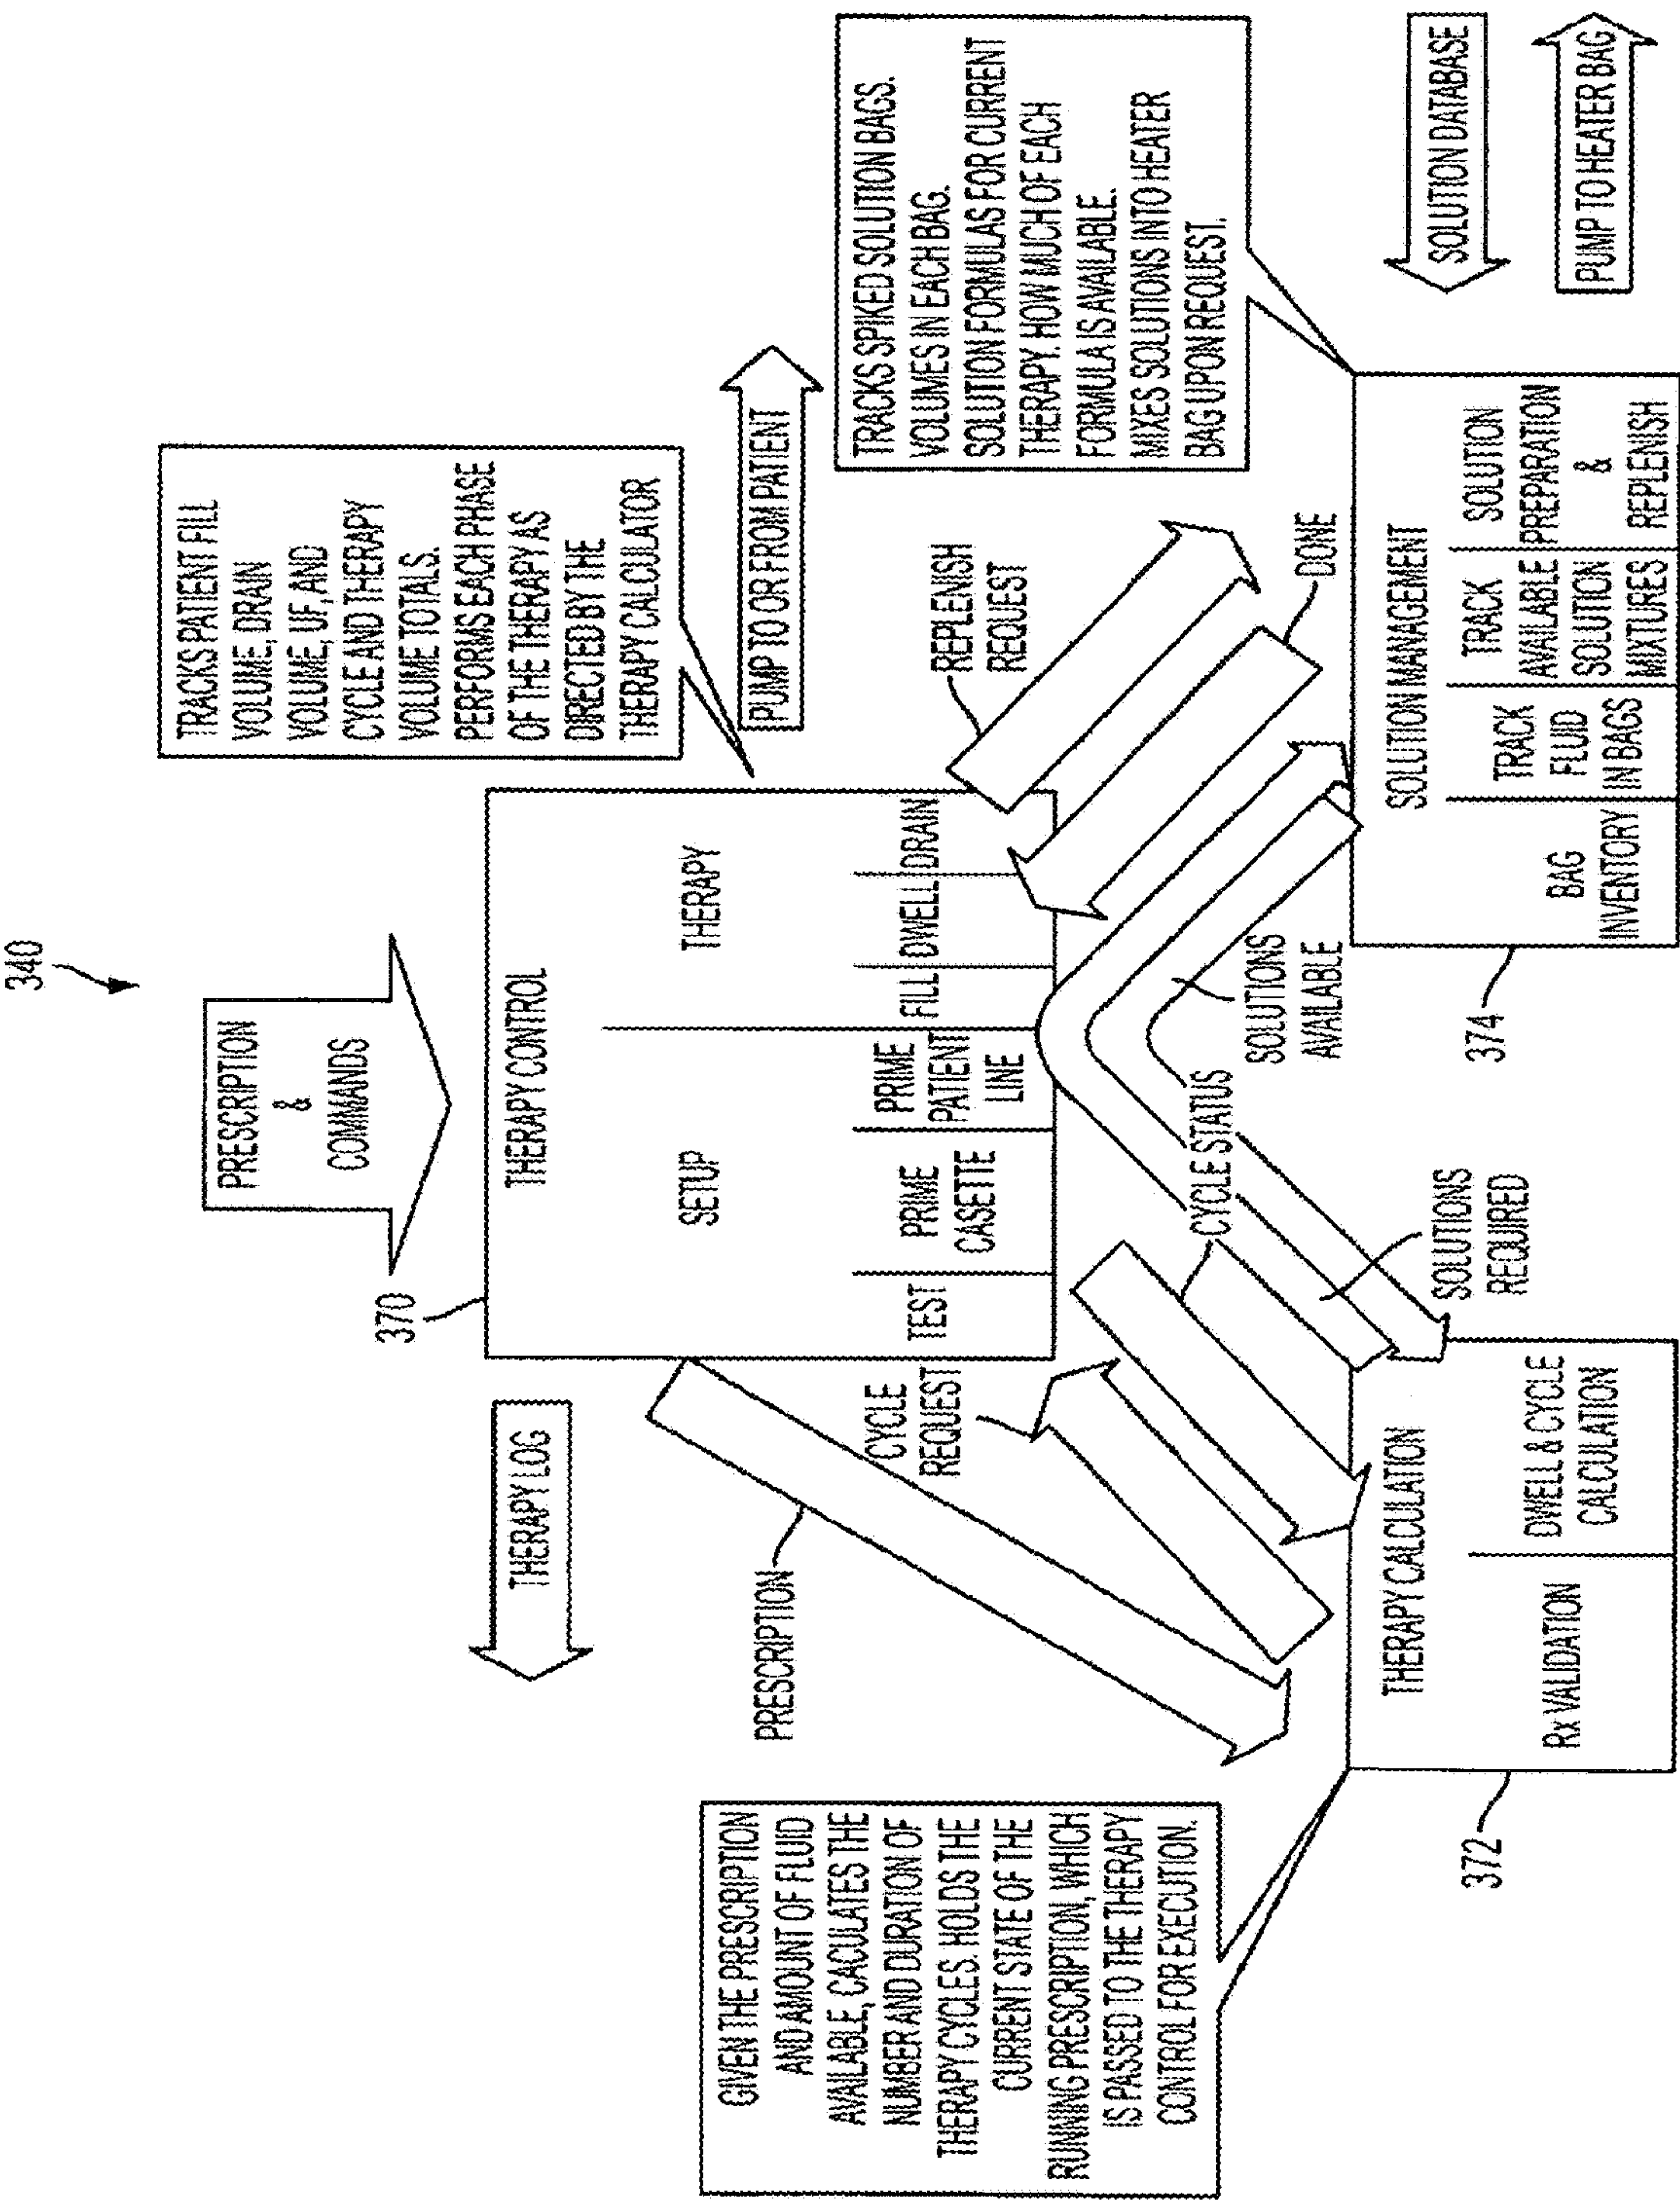 340
PRESCRIPTION
&
COMMANDS
370
THERAPY LOG
THERAPY CONTROL
SETUP
THERAPY
TEST
PRIME
CASETTE
PRIME
PATIENT
LINE
FILL
DWELL
DRAIN
TRACKS PATIENT FILL
VOLUME, DRAIN
VOLUME, UF, AND
CYCLE AND THERAPY
VOLUME TOTALS.
PERFORMS EACH PHASE
OF THE THERAPY AS
DIRECTED BY THE
THERAPY CALCULATOR
PUMP TO OR FROM PATIENT
GIVEN THE PRESCRIPTION
AND AMOUNT OF FLUID
AVAILABLE, CACULATES THE
NUMBER AND DURATION OF
THERAPY CYCLES. HOLDS THE
CURRENT STATE OF THE
RUNNING PRESCRIPTION, WHICH
IS PASSED TO THE THERAPY
CONTROL FOR EXECUTION.
PRESCRIPTION
CYCLE
REQUEST
CYCLE STATUS
SOLUTIONS
REQUIRED
SOLUTIONS
AVAILABLE
REPLENISH
REQUEST
DONE
TRACKS SPIKED SOLUTION BAGS.
VOLUMES IN EACH BAG.
SOLUTION FORMULAS FOR CURRENT
THERAPY. HOW MUCH OF EACH
FORMULA IS AVAILABLE.
MIXES SOLUTIONS INTO HEATER
BAG UPON REQUEST.
372
THERAPY CALCULATION
Rx VALIDATION
DWELL & CYCLE
CALCULATION
374
SOLUTION MANAGEMENT
BAG
INVENTORY
TRACK
FLUID
IN BAGS
TRACK
AVAILABLE
SOLUTION
MIXTURES
SOLUTION
PREPARATION
&
REPLENISH
SOLUTION DATABASE
PUMP TO HEATER BAG